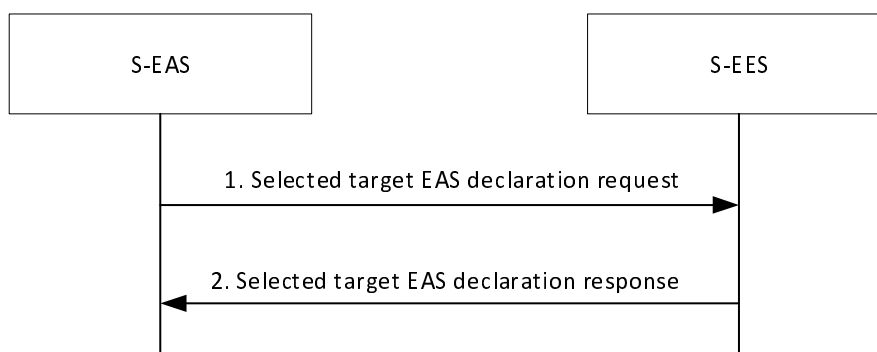 S-EAS
S-EES
1. Selected target EAS declaration request
2. Selected target EAS declaration response